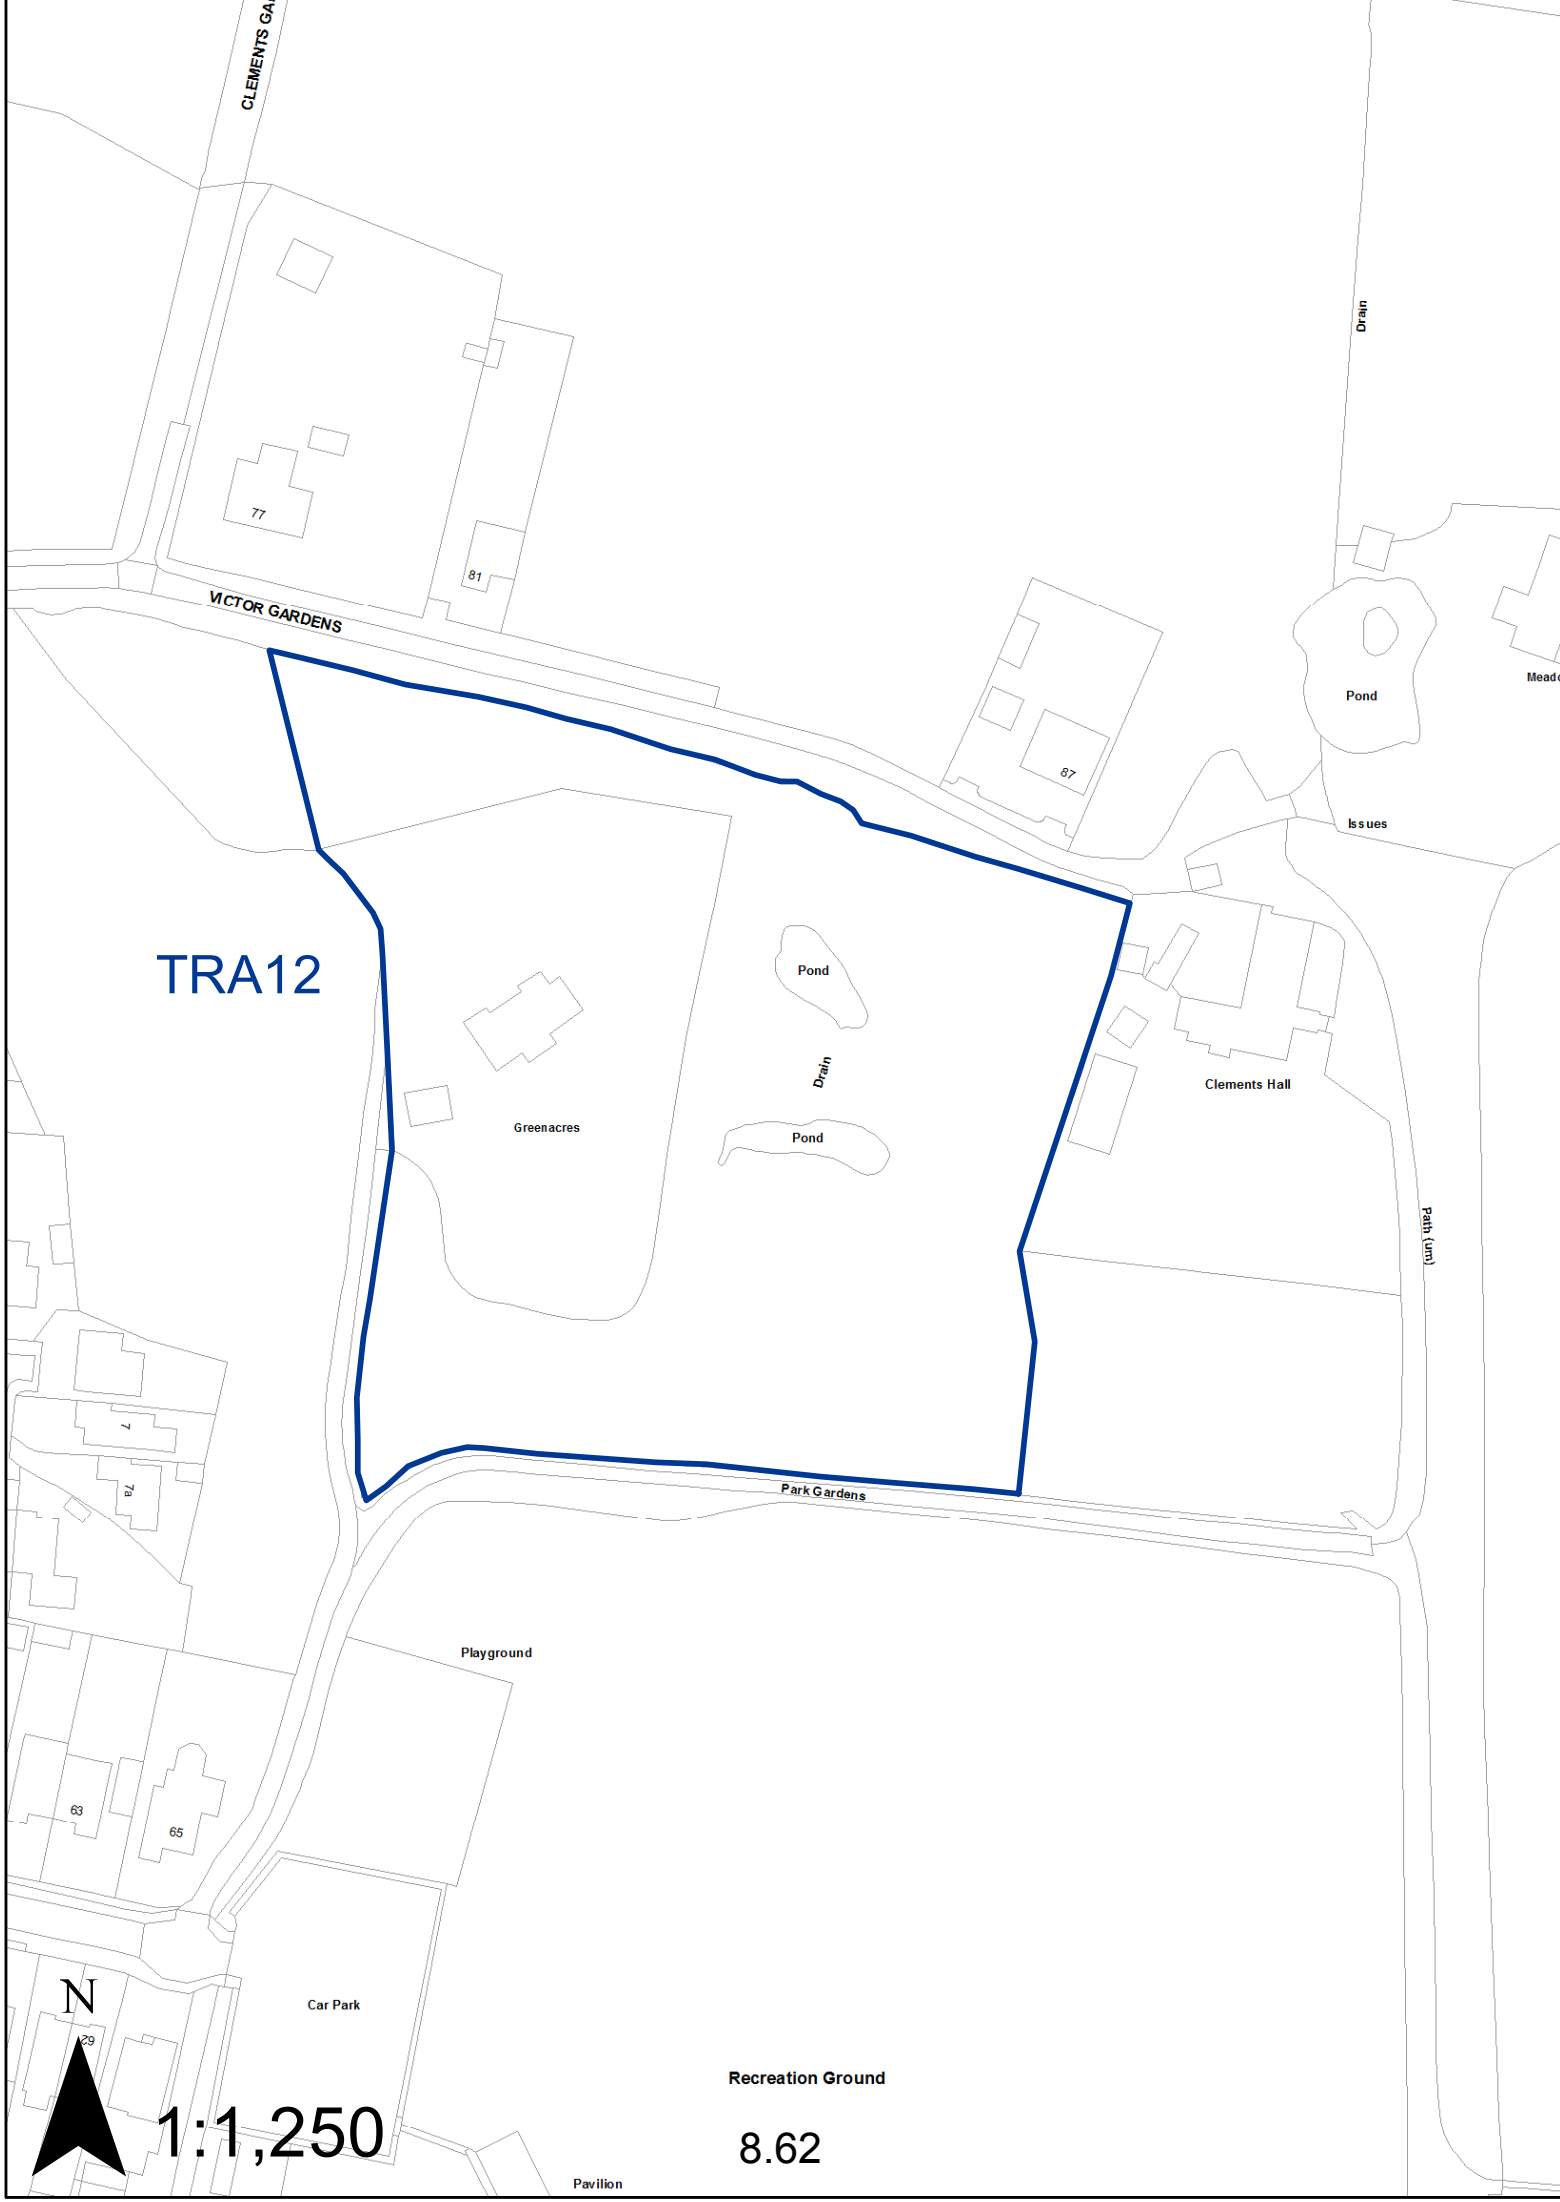 CLEMENTS GA
Drain
77
81
VICTOR GARDENS
Pond
87
Issues
TRA12
Pond
Drain
Clements Hall
Greenacres
Pond
Path (um)
7
7a
Park Gardens
Playground
63
65
N
Car Park
62
Recreation Ground
1:1,250
8.62
Pavilion